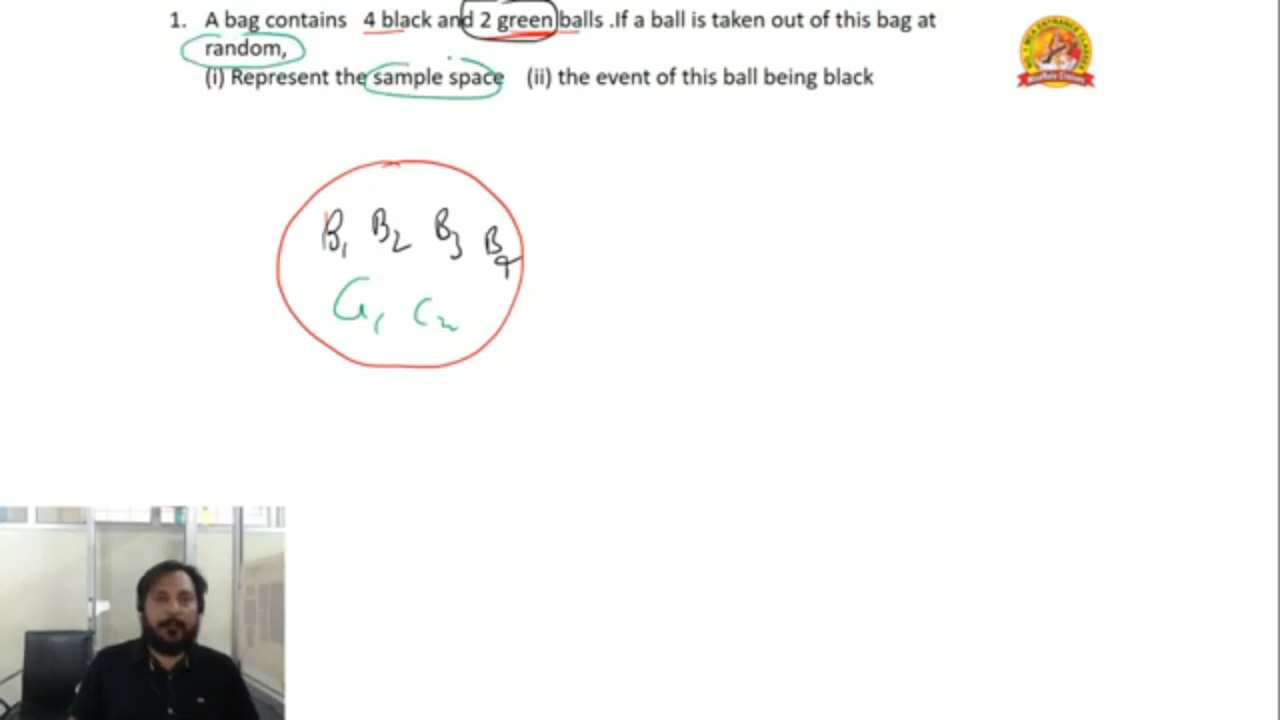 1. A bag contains 4 black and 2 green balls .If a ball is taken out of this bag at
random,
(i) Represent the sample space (ii) the event of this ball being black
B1 B2 B3 B4
G1 G2